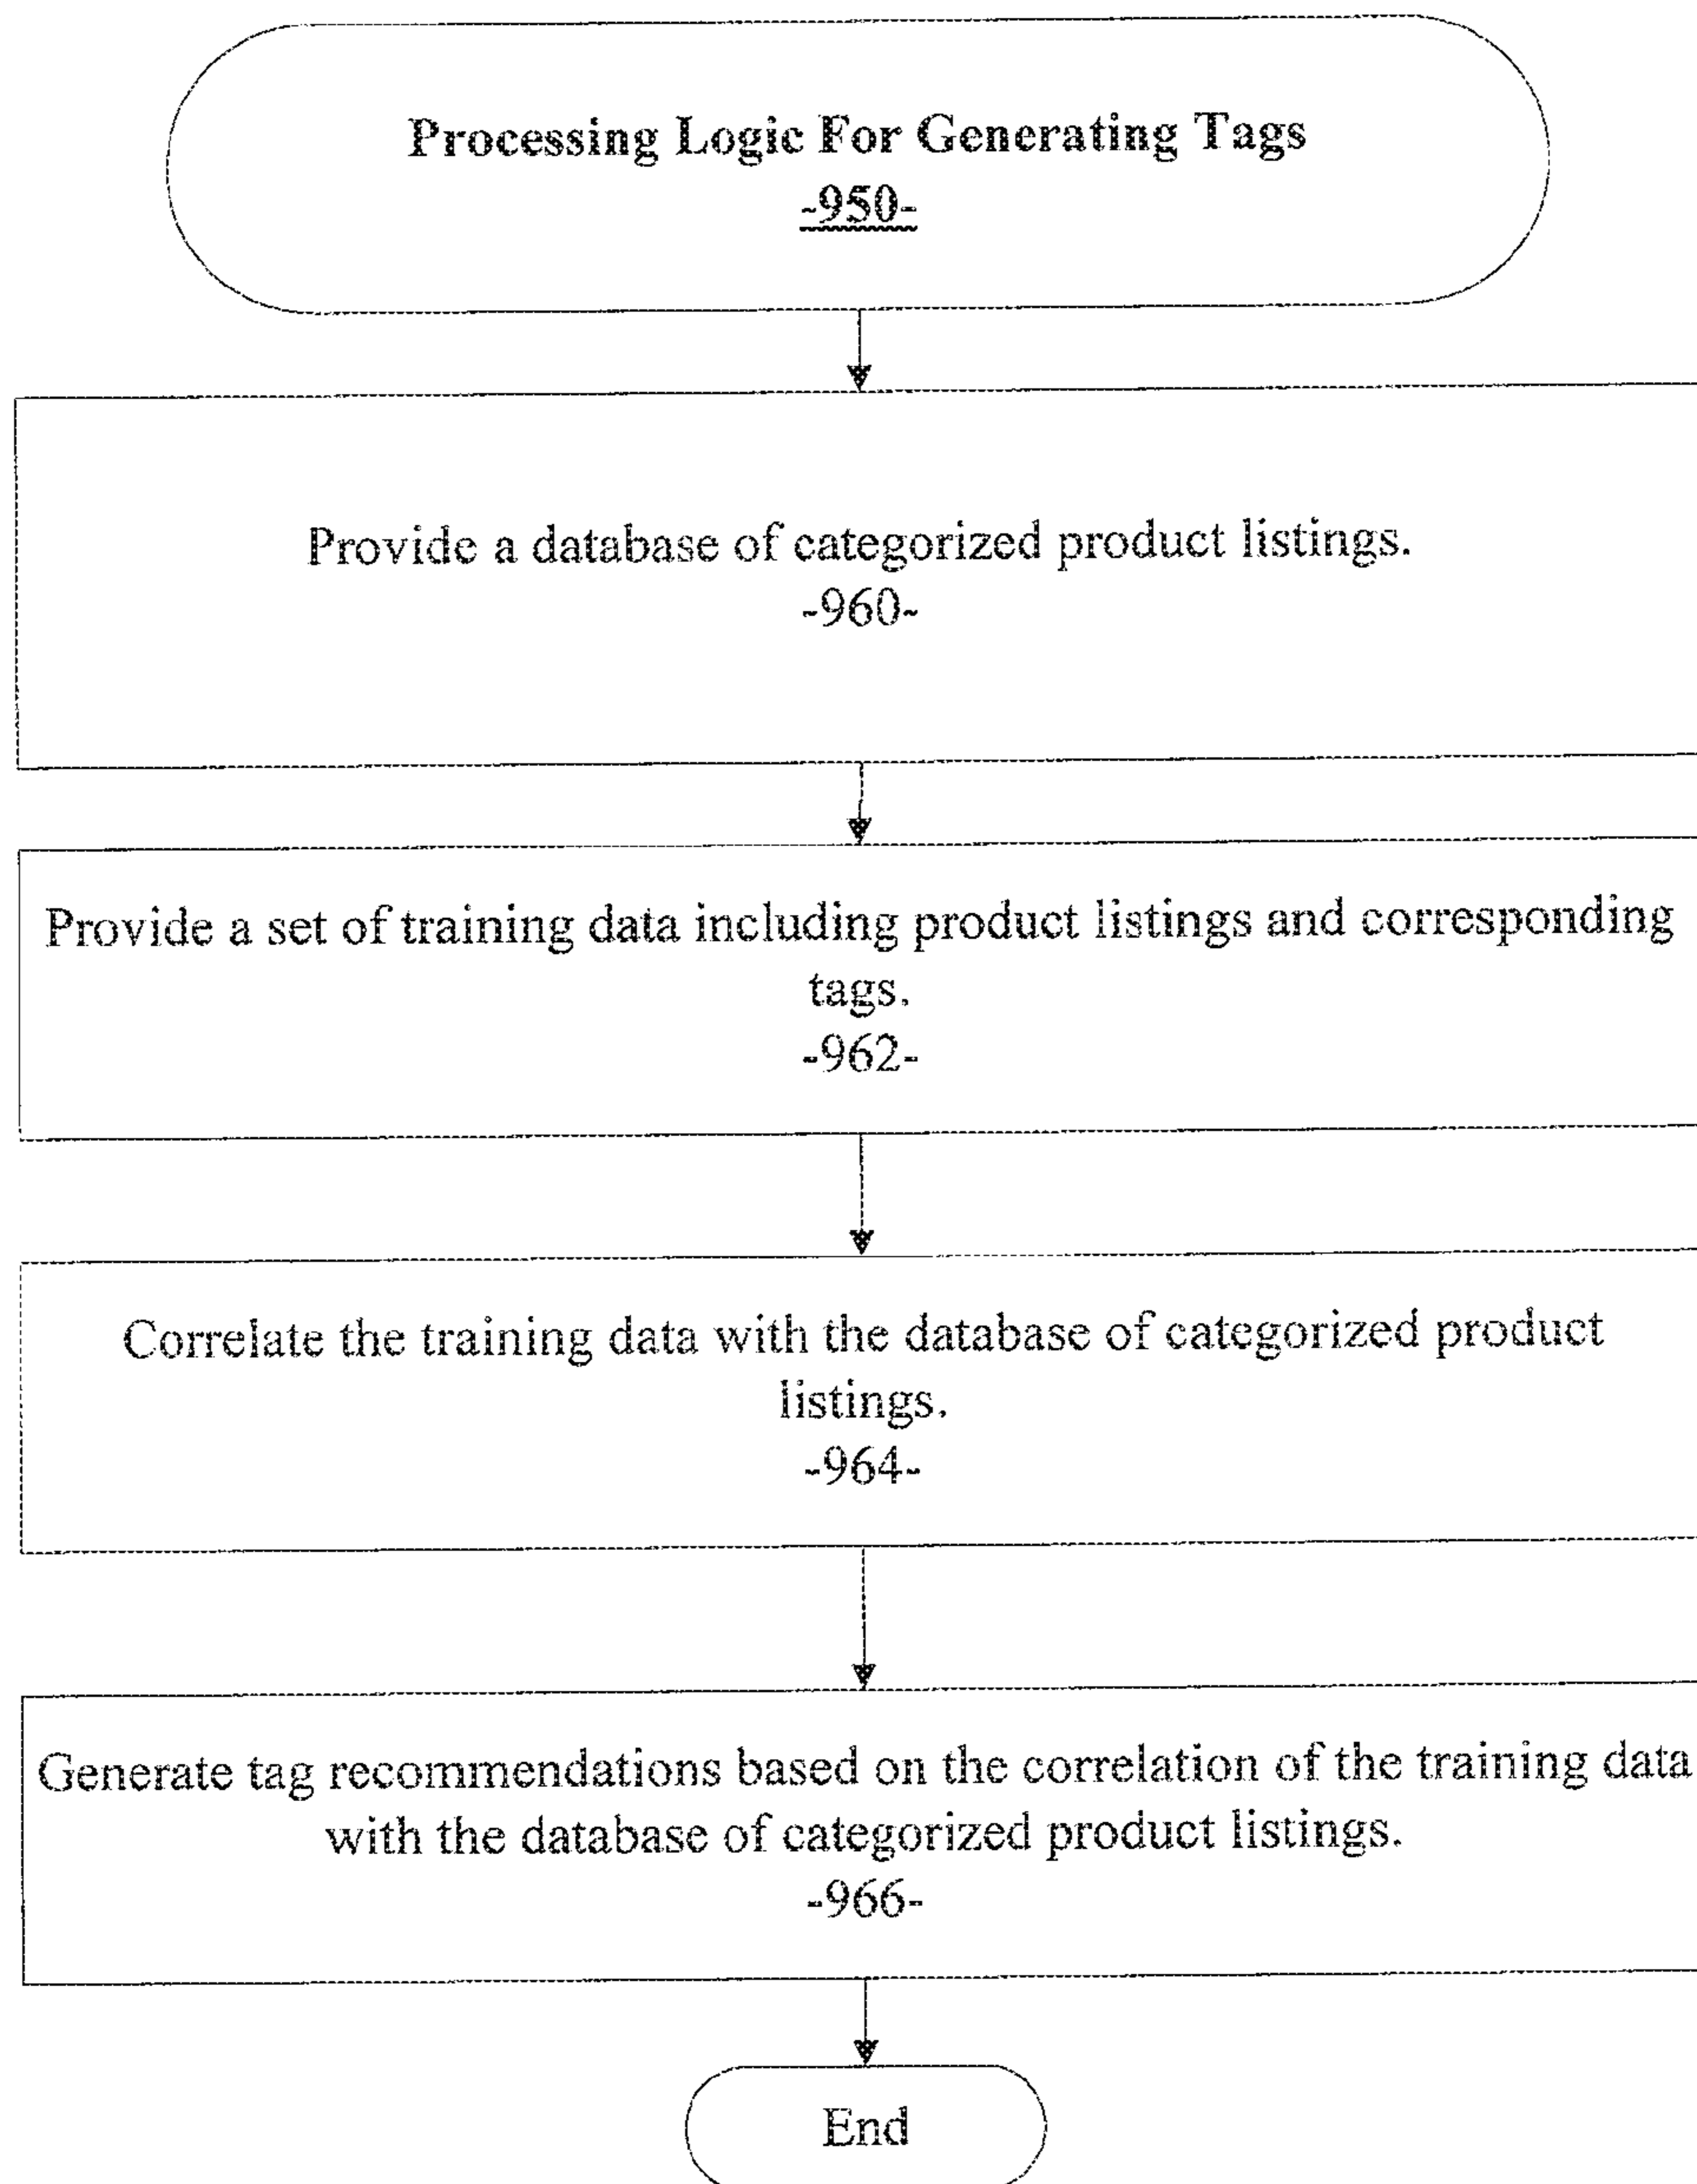 Processing Logic For Generating Tags
-950-
Provide a database of categorized product listings.
-960-
Provide a set of training data including product listings and corresponding
tags.
-962-
Correlate the training data with the database of categorized product
listings.
-964-
Generate tag recommendations based on the correlation of the training data
with the database of categorized product listings.
-966-
End